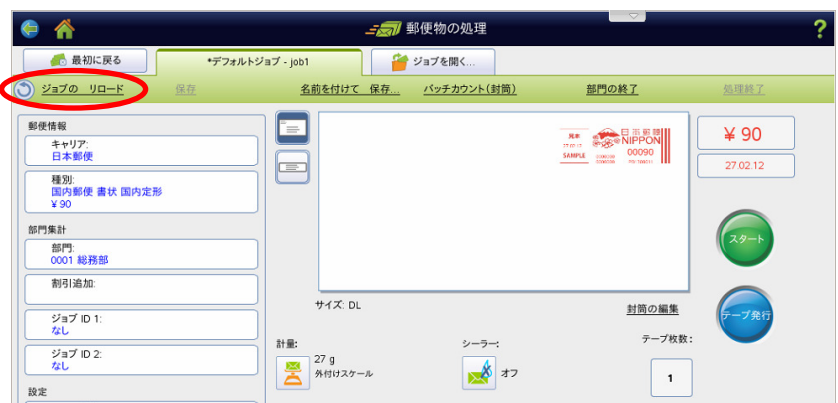 郵便物の処理
?
最初に戻る
*デフォルトジョブ - job1
ジョブを開く...
ジョブの リロード
保存
名前を付けて 保存...
バッチカウント(封筒)
部門の終了
処理終了
郵便情報
キャリア:
日本郵便
種別:
国内郵便 書状 国内定形
¥ 90
部門集計
部門:
0001 総務部
割引追加:
ジョブ ID 1:
なし
ジョブ ID 2:
なし
設定
見本
27.02.12
SAMPLE
日本郵便
NIPPON
00090
サイズ: DL
封筒の編集
計量:
27 g
外付けスケール
シーラー:
オフ
テープ枚数:
1
¥ 90
27.02.12
スタート
テープ発行